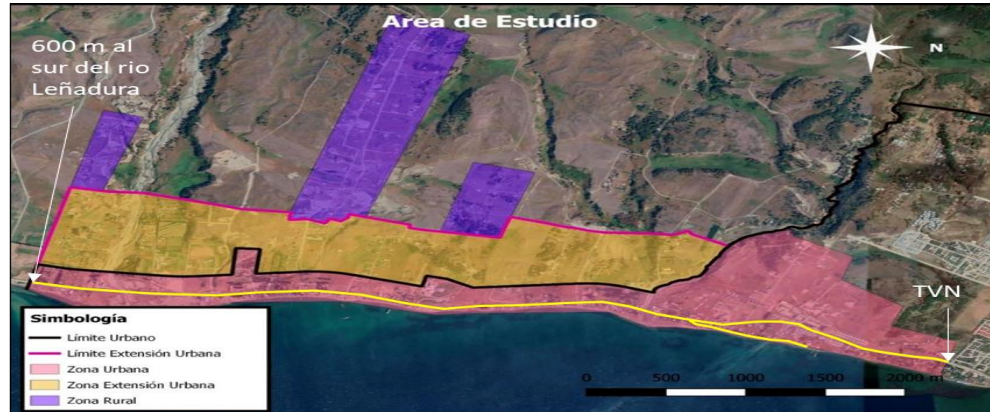 Area de Estudio
600 m al
sur del rio
Leñadura
N
TVN
Simbología
Límite Urbano
Límite Extensión Urbana
Zona Urbana
Zona Extensión Urbana
Zona Rural
0 500 1000 1500 2000 m